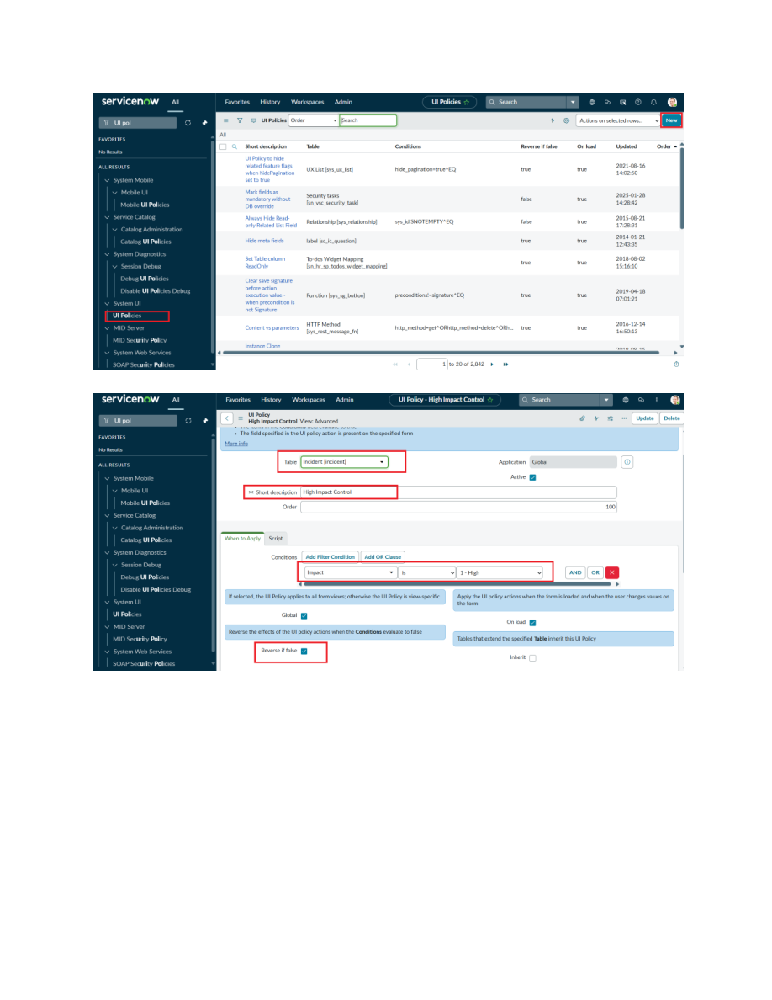 servicenow All Favorites History Workspaces Admin UI Policies ☆ Search
UI pol
UI Policies Order Search Actions on selected rows... New
FAVORITES
No Results
ALL RESULTS
System Mobile
Mobile UI
Mobile UI Policies
Service Catalog
Catalog Administration
Catalog UI Policies
System Diagnostics
Session Debug
Debug UI Policies
Disable UI Policies Debug
System UI
UI Policies
MID Server
MID Security Policy
System Web Services
SOAP Security Policies
All
Short description Table Conditions Reverse if false On load Updated Order
UI Policy to hide
related feature flags
when hidePagination
set to true
UX List [sys_ux_list] hide_pagination=true^EQ true true 2021-08-16
14:02:50
Mark fields as
mandatory without
DB override
Security tasks
[sn_vsc_security_task]
false true 2025-01-28
14:28:42
Always Hide Read-
only Related List Field
Relationship [sys_relationship] sys_idISNOTEMPTY^EQ false true 2015-08-21
17:28:31
Hide meta fields label [sc_ic_question] true true 2014-01-21
12:43:35
Set Table column
ReadOnly
To-dos Widget Mapping
[sn_hr_sp_todos_widget_mapping]
true true 2018-08-02
15:16:10
Clear save signature
before action
execution value -
when precondition is
not Signature
Function [sys_sg_button] preconditions!=signature^EQ true true 2019-04-18
07:01:21
Content vs parameters HTTP Method
[sys_rest_message_fn]
http_method=get^ORhttp_method=delete^ORh... true true 2016-12-14
16:50:13
Instance Clone
1 to 20 of 2,842
servicenow All Favorites History Workspaces Admin UI Policy - High Impact Control ☆ Search
UI pol
UI Policy
High Impact Control View: Advanced
Update Delete
FAVORITES
No Results
ALL RESULTS
System Mobile
Mobile UI
Mobile UI Policies
Service Catalog
Catalog Administration
Catalog UI Policies
System Diagnostics
Session Debug
Debug UI Policies
Disable UI Policies Debug
System UI
UI Policies
MID Server
MID Security Policy
System Web Services
SOAP Security Policies
• The field specified in the UI policy action is present on the specified form
More info
Table Incident [incident] Application Global
Active
* Short description High Impact Control
Order 100
When to Apply Script
Conditions Add Filter Condition Add OR Clause
Impact is 1 - High AND OR ×
If selected, the UI Policy applies to all form views; otherwise the UI Policy is view-specific
Global
Reverse the effects of the UI policy actions when the Conditions evaluate to false
Reverse if false
Apply the UI policy actions when the form is loaded and when the user changes values on
the form
On load
Tables that extend the specified Table inherit this UI Policy
Inherit